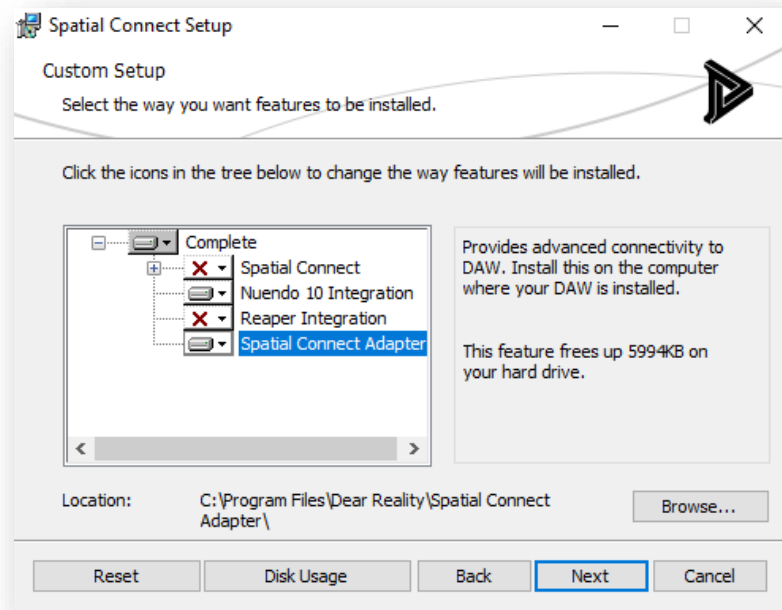 Spatial Connect Setup
Custom Setup
Select the way you want features to be installed.
Click the icons in the tree below to change the way features will be installed.
Complete
Spatial Connect
Nuendo 10 Integration
Reaper Integration
Spatial Connect Adapter
Provides advanced connectivity to
DAW. Install this on the computer
where your DAW is installed.
This feature frees up 5994KB on
your hard drive.
Location:
C:\Program Files\Dear Reality\Spatial Connect
Adapter\
Browse...
Reset
Disk Usage
Back
Next
Cancel